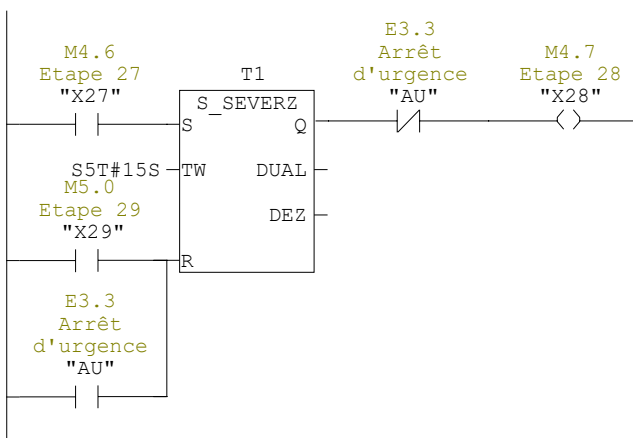 E3.3
M4.6 Arrêt M4.7
Etape 27 T1 d'urgence Etape 28
"X27" "AU" "X28"
S_SEVERZ
S Q
S5T#15S TW DUAL
M5.0
Etape 29 DEZ
"X29"
R
E3.3
Arrêt
d'urgence
"AU"